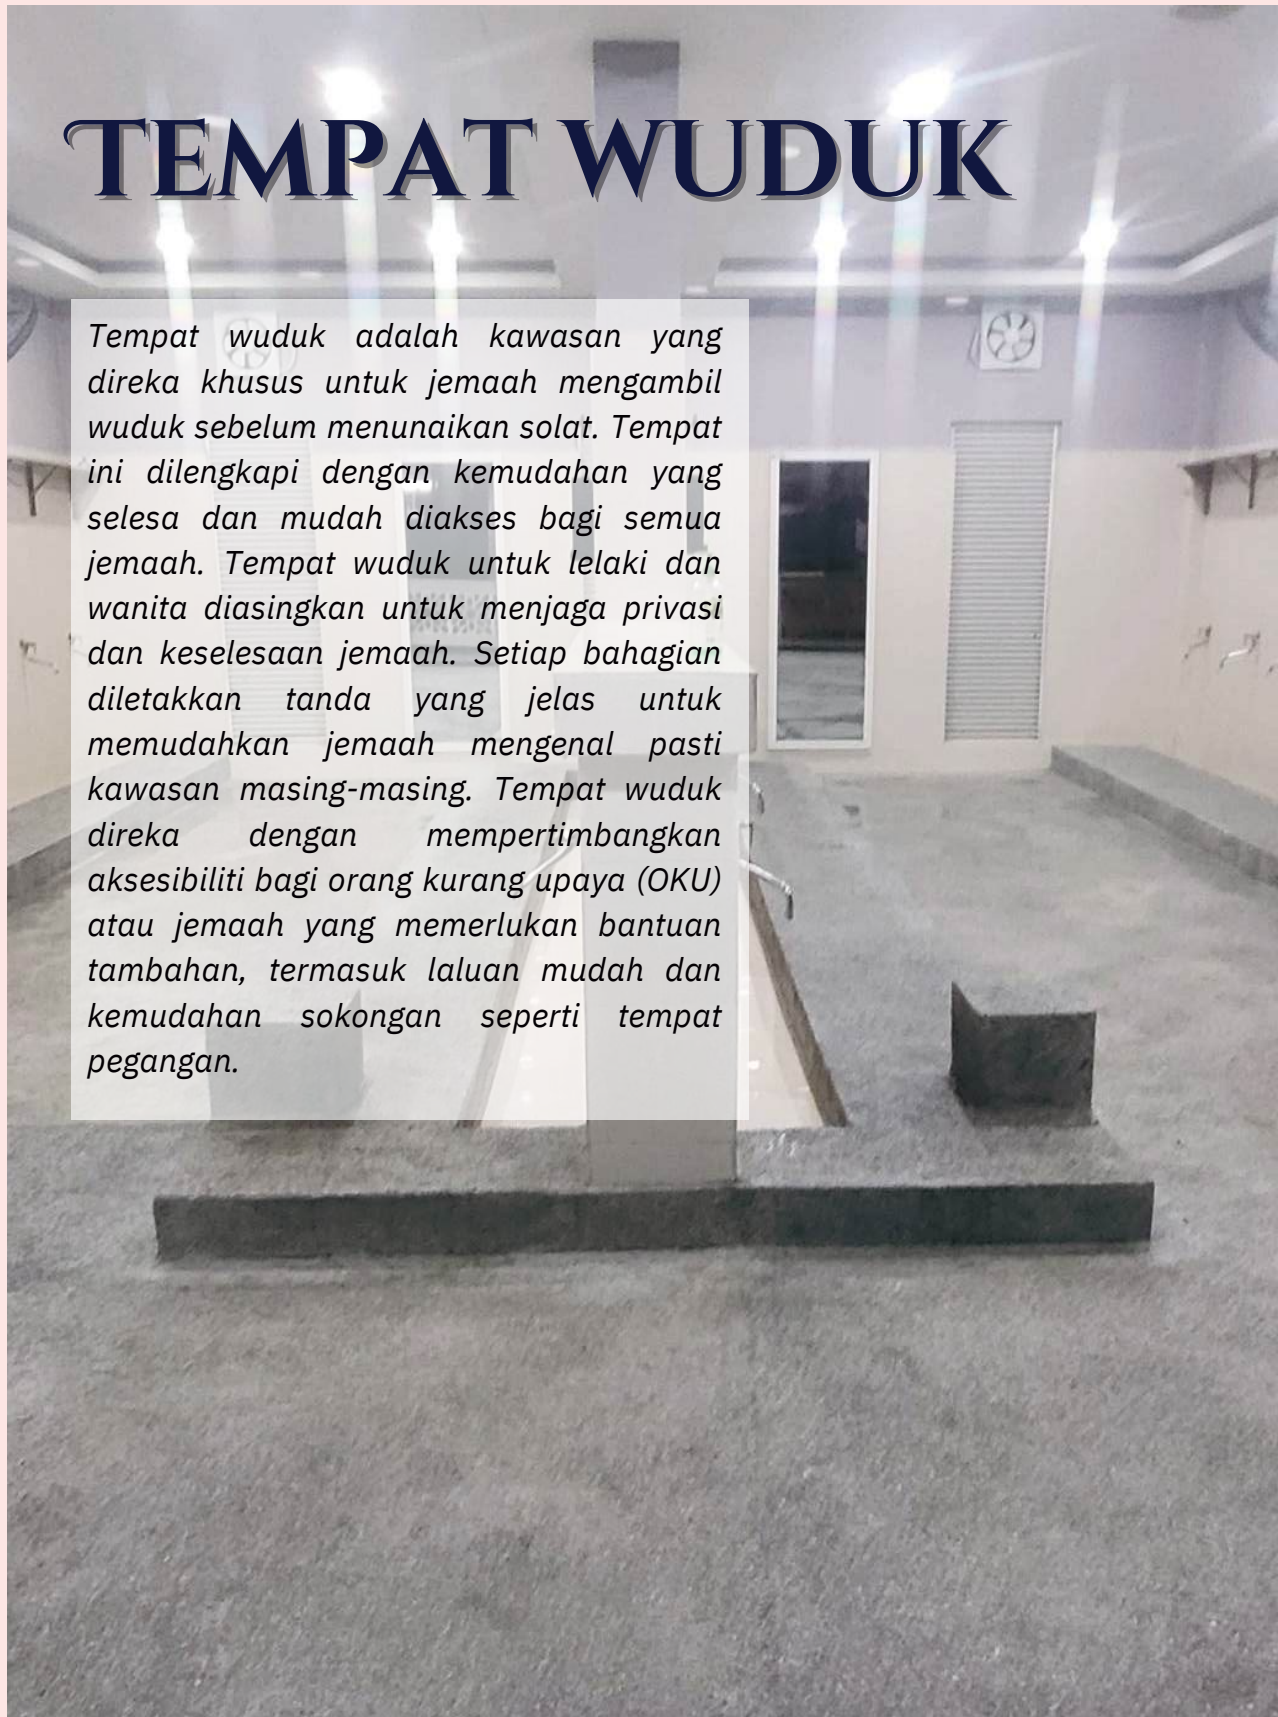 TEMPAT WUDUK
Tempat wuduk adalah kawasan yang
direka khusus untuk jemaah mengambil
wuduk sebelum menunaikan solat. Tempat
ini dilengkapi dengan kemudahan yang
selesa dan mudah diakses bagi semua
jemaah. Tempat wuduk untuk lelaki dan
wanita diasingkan untuk menjaga privasi
dan keselesaan jemaah. Setiap bahagian
diletakkan tanda yang jelas untuk
memudahkan jemaah mengenal pasti
kawasan masing-masing. Tempat wuduk
direka dengan mempertimbangkan
aksesibiliti bagi orang kurang upaya (OKU)
atau jemaah yang memerlukan bantuan
tambahan, termasuk laluan mudah dan
kemudahan sokongan seperti tempat
pegangan.